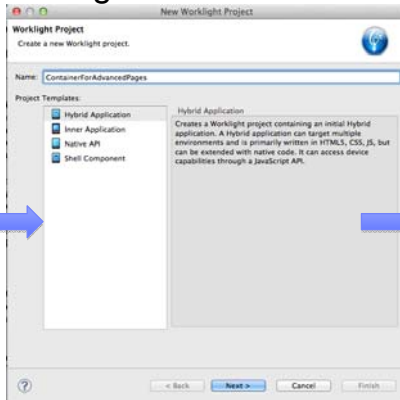 New Worklight Project
Worklight Project
Create a new Worklight project.
Name: ContainerForAdvancedPages
Project Templates:
Hybrid Application
Inner Application
Native API
Shell Component
Hybrid Application
Creates a Worklight project containing an initial Hybrid
application. A Hybrid application can target multiple
environments and is primarily written in HTML5, CSS, JS, but
can be extended with native code. It can access device
capabilities through a JavaScript API.
? < Back Next > Cancel Finish